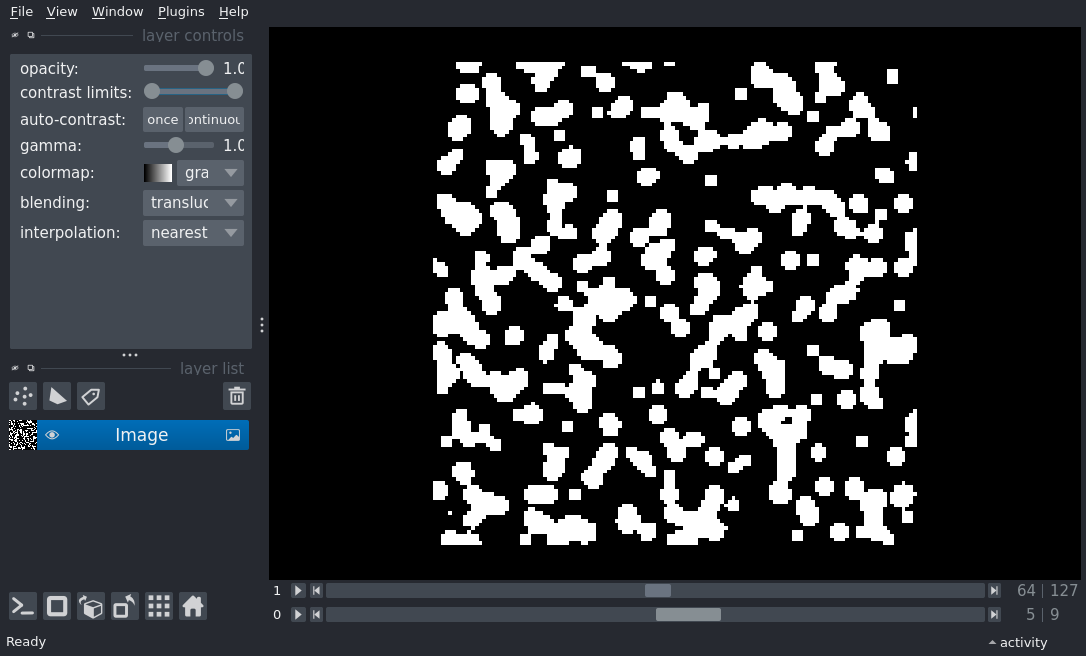 File View Window Plugins Help
layer controls
opacity: 1.0
contrast limits:
auto-contrast: once ontinuou
gamma: 1.0
colormap: gra
blending: transluc
interpolation: nearest
layer list
Image
1 64 127
0 5 9
Ready activity